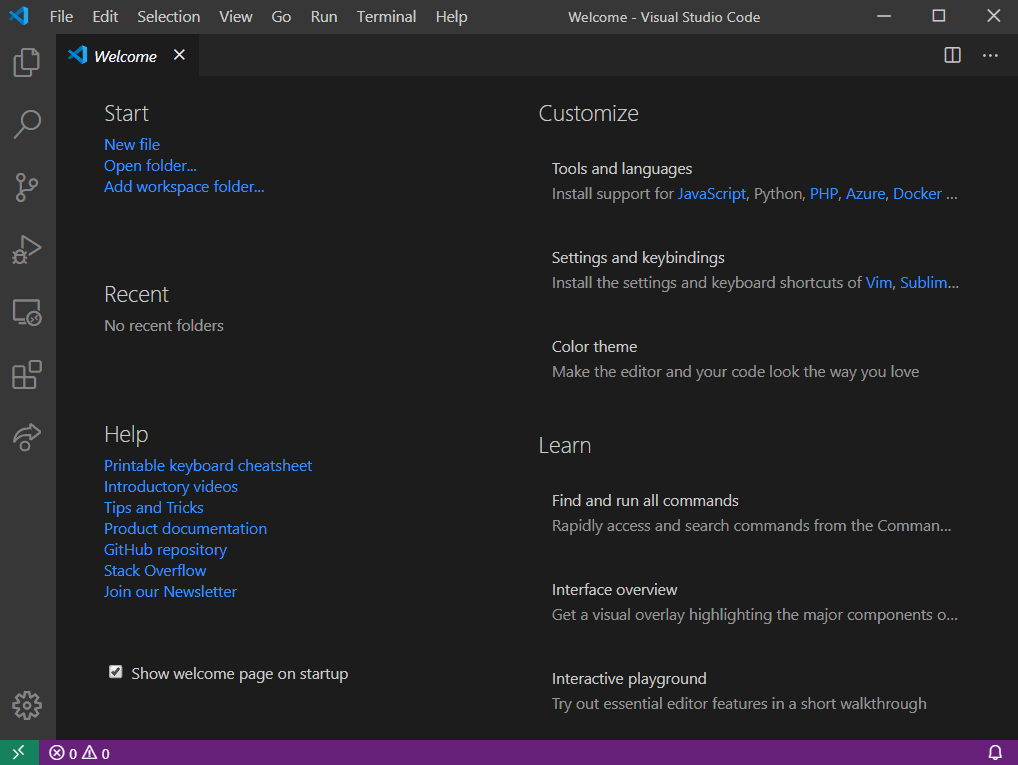 File Edit Selection View Go Run Terminal Help Welcome - Visual Studio Code
Welcome
Start
New file
Open folder...
Add workspace folder...
Recent
No recent folders
Help
Printable keyboard cheatsheet
Introductory videos
Tips and Tricks
Product documentation
GitHub repository
Stack Overflow
Join our Newsletter
Show welcome page on startup
Customize
Tools and languages
Install support for JavaScript, Python, PHP, Azure, Docker ...
Settings and keybindings
Install the settings and keyboard shortcuts of Vim, Sublim...
Color theme
Make the editor and your code look the way you love
Learn
Find and run all commands
Rapidly access and search commands from the Comman...
Interface overview
Get a visual overlay highlighting the major components o...
Interactive playground
Try out essential editor features in a short walkthrough
0 0